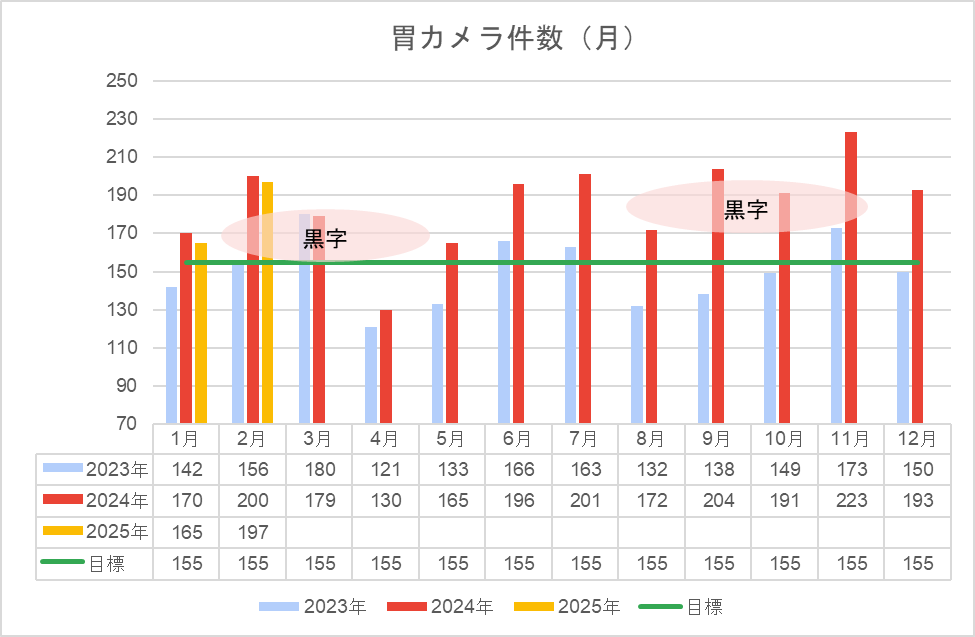 胃カメラ件数（月）
250
230
210
190
170
150
130
110
90
70
黒字
黒字
1月 2月 3月 4月 5月 6月 7月 8月 9月 10月 11月 12月
2023年 142 156 180 121 133 166 163 132 138 149 173 150
2024年 170 200 179 130 165 196 201 172 204 191 223 193
2025年 165 197
目標 155 155 155 155 155 155 155 155 155 155 155 155
2023年 2024年 2025年 目標